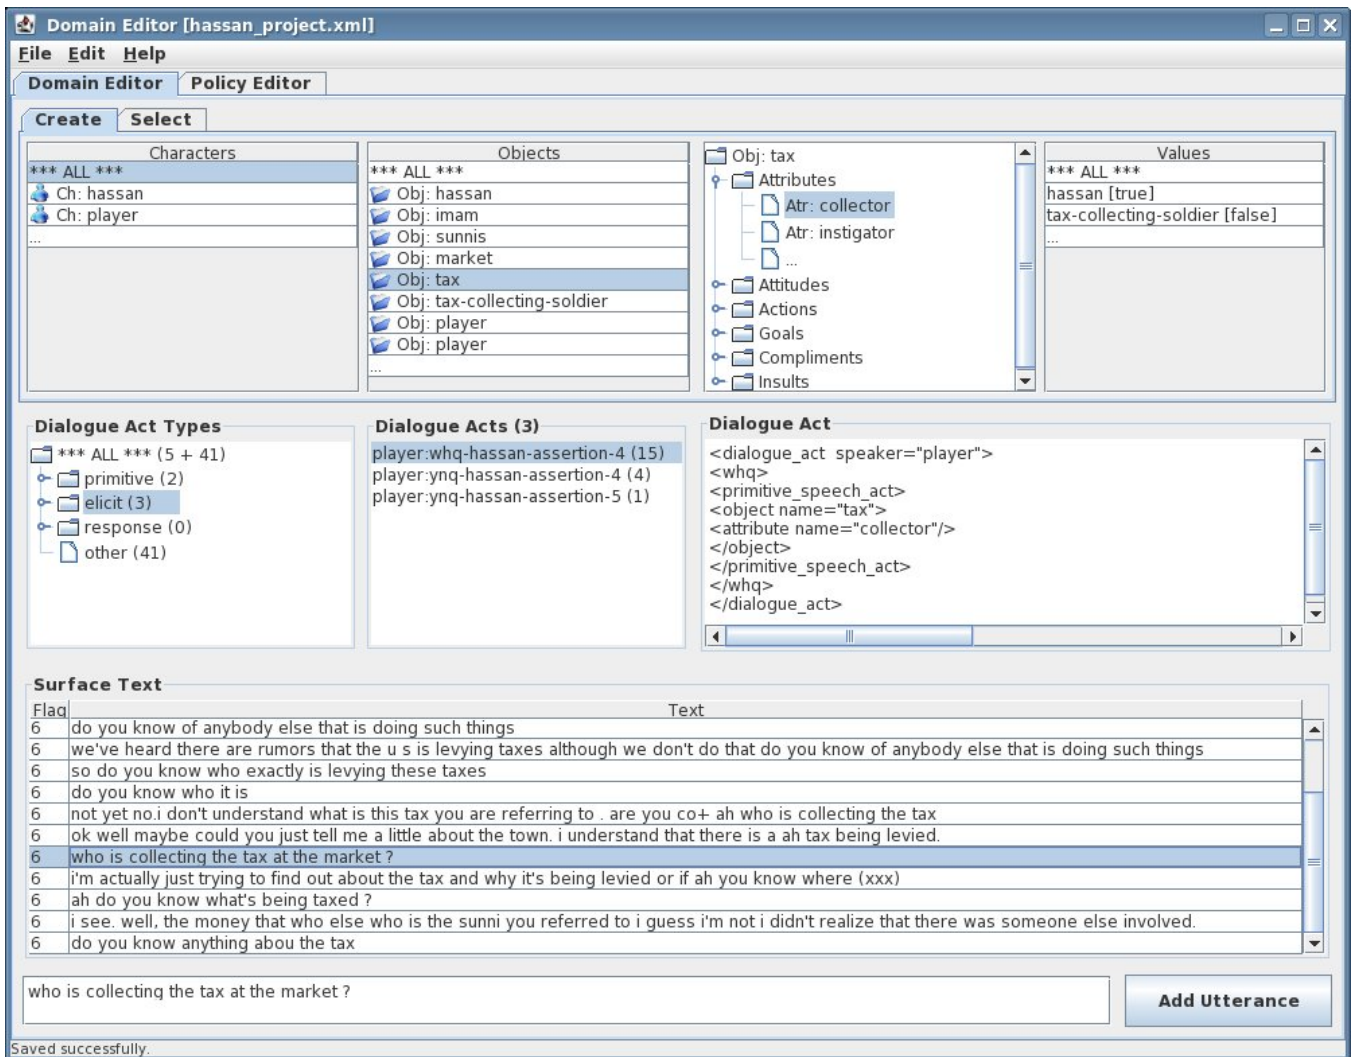 Domain Editor [hassan_project.xml]
File Edit Help
Domain Editor Policy Editor
Create Select
Characters
*** ALL ***
Ch: hassan
Ch: player
...
Objects
*** ALL ***
Obj: hassan
Obj: imam
Obj: sunnis
Obj: market
Obj: tax
Obj: tax-collecting-soldier
Obj: player
Obj: player
...
Obj: tax
Attributes
Atr: collector
Atr: instigator
...
Attitudes
Actions
Goals
Compliments
Insults
Values
*** ALL ***
hassan [true]
tax-collecting-soldier [false]
...
Dialogue Act Types
*** ALL *** (5 + 41)
primitive (2)
elicit (3)
response (0)
other (41)
Dialogue Acts (3)
player:whq-hassan-assertion-4 (15)
player:ynq-hassan-assertion-4 (4)
player:ynq-hassan-assertion-5 (1)
Dialogue Act
<dialogue_act speaker="player">
<whq>
<primitive_speech_act>
<object name="tax">
<attribute name="collector"/>
</object>
</primitive_speech_act>
</whq>
</dialogue_act>
Surface Text
Flag Text
6 do you know of anybody else that is doing such things
6 we've heard there are rumors that the u s is levying taxes although we don't do that do you know of anybody else that is doing such things
6 so do you know who exactly is levying these taxes
6 do you know who it is
6 not yet no.i don't understand what is this tax you are referring to . are you co+ ah who is collecting the tax
6 ok well maybe could you just tell me a little about the town. i understand that there is a ah tax being levied.
6 who is collecting the tax at the market ?
6 i'm actually just trying to find out about the tax and why it's being levied or if ah you know where (xxx)
6 ah do you know what's being taxed ?
6 i see. well, the money that who else who is the sunni you referred to i guess i'm not i didn't realize that there was someone else involved.
6 do you know anything abou the tax
who is collecting the tax at the market ?
Add Utterance
Saved successfully.